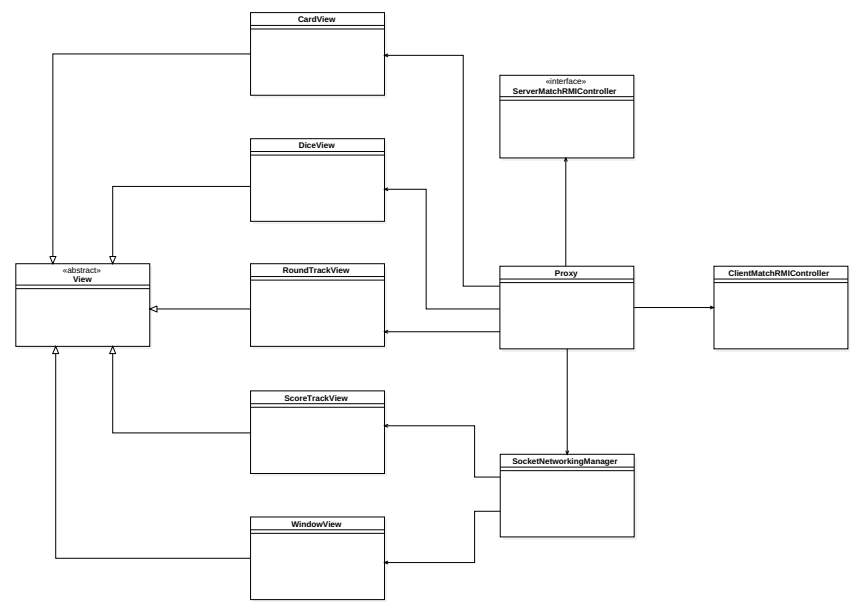 CardView
«interface»
ServerMatchRMIController
DiceView
«abstract»
View
RoundTrackView
Proxy
ClientMatchRMIController
ScoreTrackView
SocketNetworkingManager
WindowView